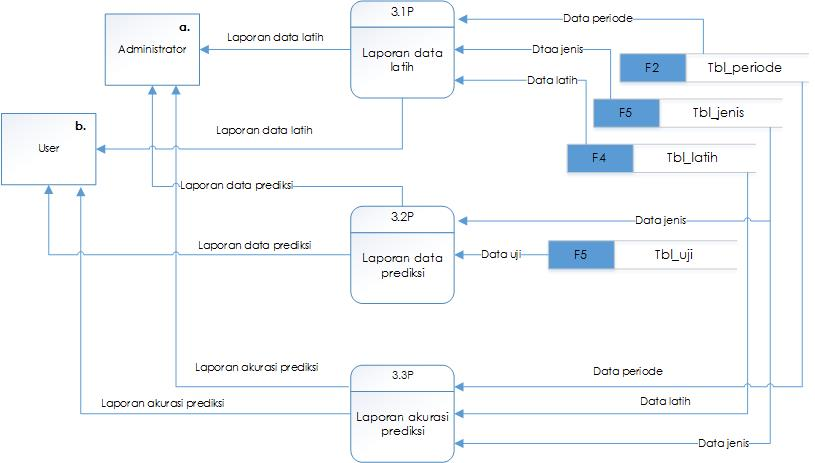 3.1P
Data periode
a.
Administrator
Laporan data latih
Laporan data
latih
Dtaa jenis
F2
Tbl_periode
Data latih
F5
Tbl_jenis
b.
User
Laporan data latih
F4
Tbl_latih
Laporan data prediksi
3.2P
Data jenis
Laporan data prediksi
Laporan data
prediksi
Data uji
F5
Tbl_uji
Laporan akurasi prediksi
3.3P
Data periode
Laporan akurasi prediksi
Laporan akurasi
prediksi
Data latih
Data jenis